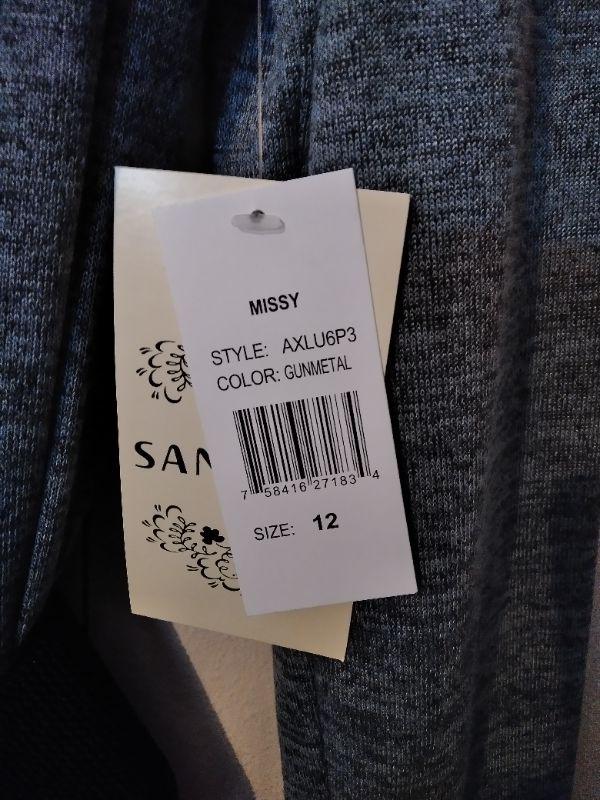 MISSY
STYLE: AXLU6P3
COLOR: GUNMETAL
7 58416 27183 4
SIZE: 12
SAN